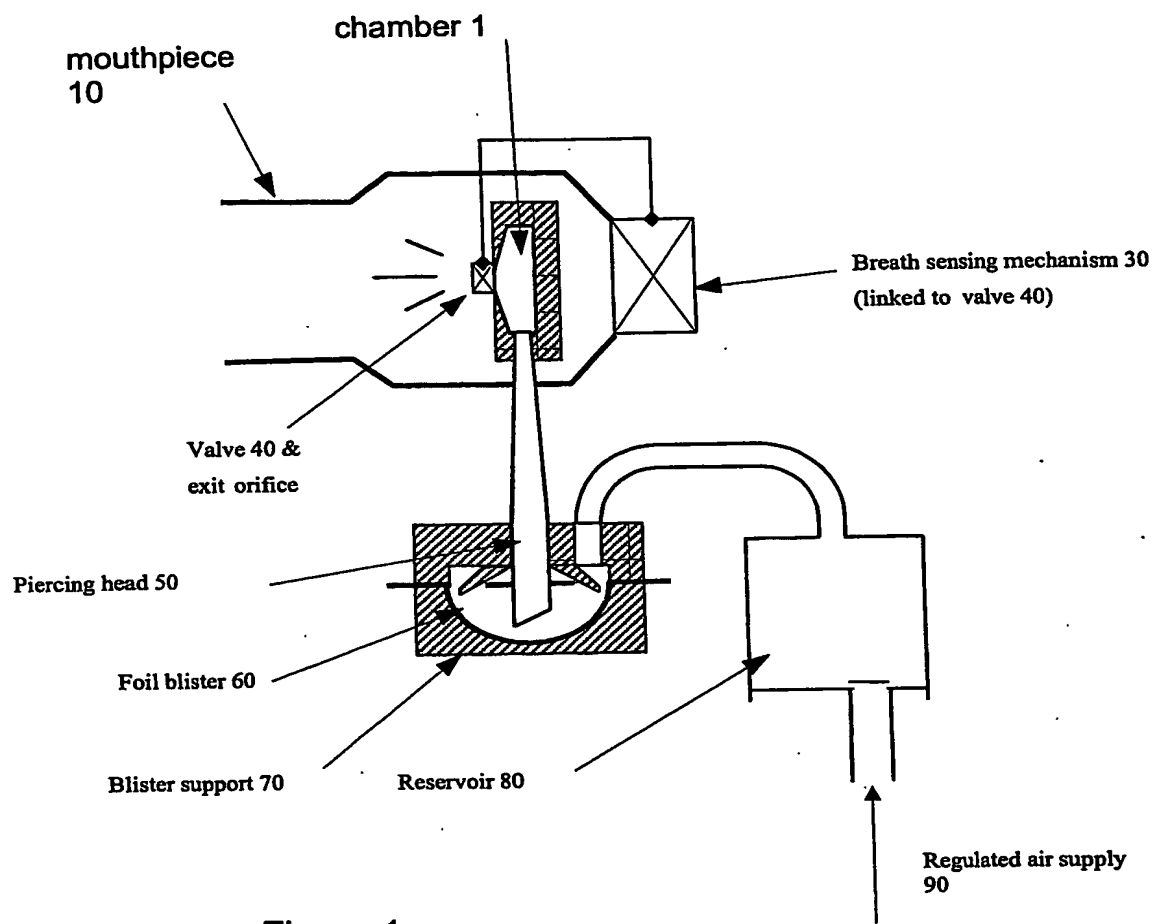 chamber 1
mouthpiece
10
Breath sensing mechanism 30
(linked to valve 40)
Valve 40 &
exit orifice
Piercing head 50
Foil blister 60
Blister support 70
Reservoir 80
Regulated air supply
90